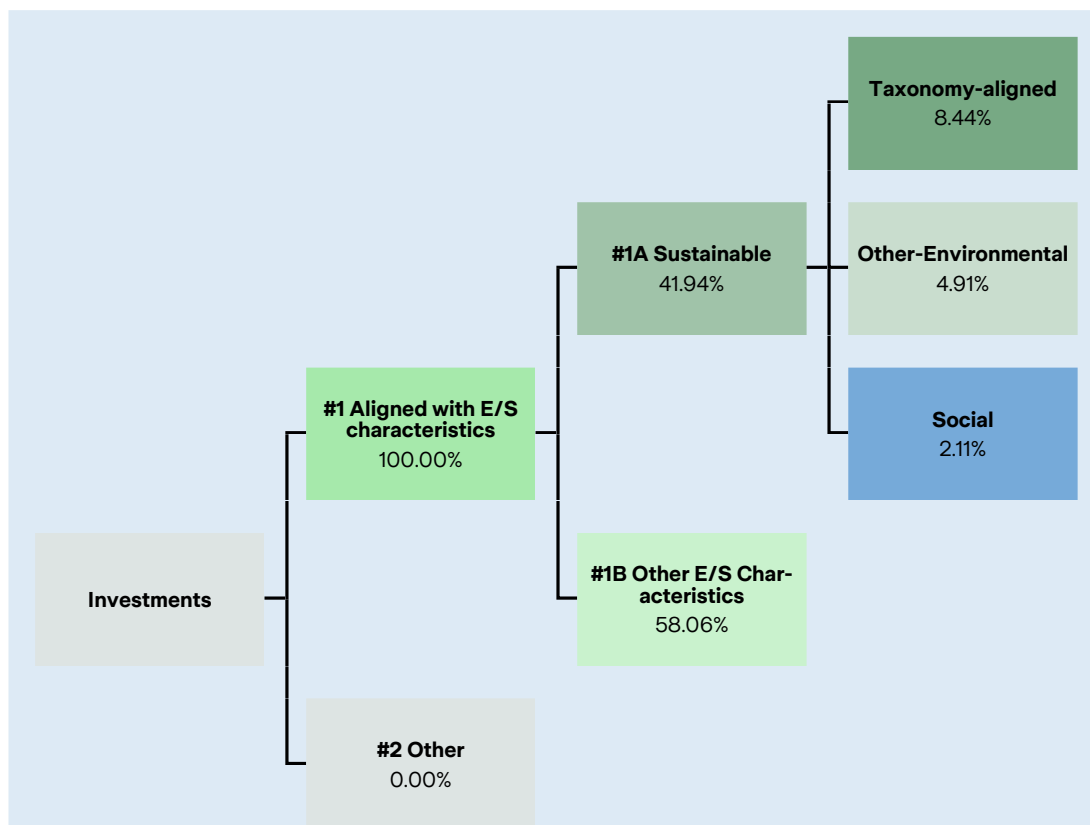 Taxonomy-aligned
8.44%
#1A Sustainable
41.94%
Other-Environmental
4.91%
#1 Aligned with E/S
characteristics
100.00%
Social
2.11%
Investments
#1B Other E/S Char-
acteristics
58.06%
#2 Other
0.00%